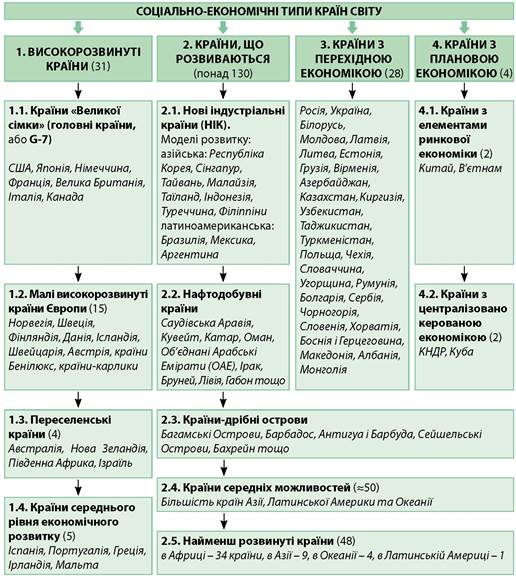 СОЦІАЛЬНО-ЕКОНОМІЧНІ ТИПИ КРАЇН СВІТУ
1. ВИСОКОРОЗВИНУТІ
КРАЇНИ (31)
1.1. Країни «Великої
сімки» (головні країни,
або G-7)
США, Японія, Німеччина,
Франція, Велика Британія,
Італія, Канада
1.2. Малі високорозвинуті
країни Європи (15)
Норвегія, Швеція,
Фінляндія, Данія, Ісландія,
Швейцарія, Австрія, країни
Бенілюкс, країни-карлики
1.3. Переселенські
країни (4)
Австралія, Нова Зеландія,
Південна Африка, Ізраїль
1.4. Країни середнього
рівня економічного
розвитку (5)
Іспанія, Португалія, Греція,
Ірландія, Мальта
2. КРАЇНИ, ЩО
РОЗВИВАЮТЬСЯ
(понад 130)
2.1. Нові індустріальні
країни (НІК).
Моделі розвитку:
азійська: Республіка
Корея, Сінгапур,
Тайвань, Малайзія,
Таїланд, Індонезія,
Туреччина, Філіппіни
латиноамериканська:
Бразилія, Мексика,
Аргентина
2.2. Нафтодобувні
країни
Саудівська Аравія,
Кувейт, Катар, Оман,
Об’єднані Арабські
Емірати (ОАЕ), Ірак,
Бруней, Лівія, Габон тощо
2.3. Країни-дрібні острови
Багамські Острови, Барбадос, Антигуа і Барбуда, Сейшельські
Острови, Бахрейн тощо
2.4. Країни середніх можливостей (≈50)
Більшість країн Азії, Латинської Америки та Океанії
2.5. Найменш розвинуті країни (48)
в Африці – 34 країни, в Азії – 9, в Океанії – 4, в Латинській Америці – 1
3. КРАЇНИ З
ПЕРЕХІДНОЮ
ЕКОНОМІКОЮ (28)
Росія, Україна,
Білорусь,
Молдова, Латвія,
Литва, Естонія,
Грузія, Вірменія,
Азербайджан,
Казахстан, Киргизія,
Узбекистан,
Таджикистан,
Туркменістан,
Польща, Чехія,
Словаччина,
Угорщина, Румунія,
Болгарія, Сербія,
Чорногорія,
Словенія, Хорватія,
Боснія і Герцеговина,
Македонія, Албанія,
Монголія
4. КРАЇНИ З
ПЛАНОВОЮ
ЕКОНОМІКОЮ (4)
4.1. Країни з
елементами
ринкової
економіки (2)
Китай, В’єтнам
4.2. Країни з
централізовано
керованою
економікою (2)
КНДР, Куба